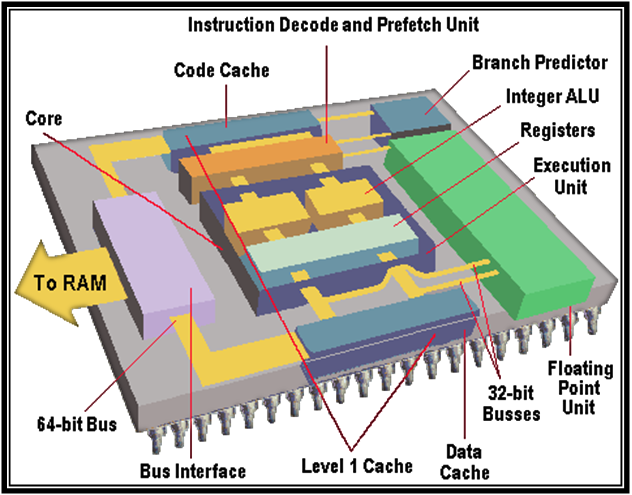 Instruction Decode and Prefetch Unit
Code Cache
Branch Predictor
Integer ALU
Core
Registers
Execution
Unit
To RAM
64-bit Bus
Bus Interface
Level 1 Cache
Data
Cache
32-bit
Busses
Floating
Point
Unit